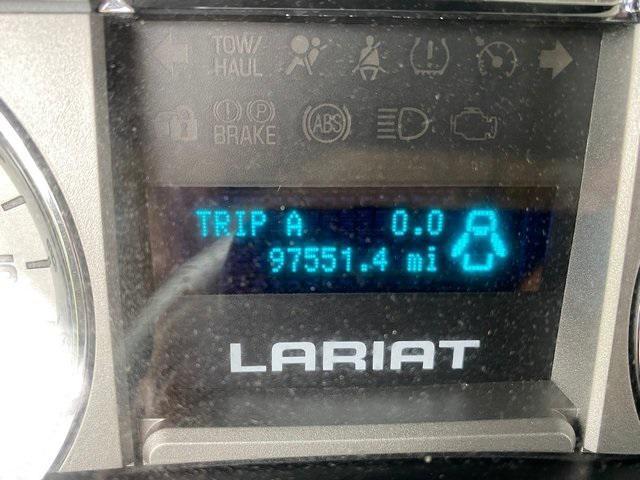 TOW/
HAUL
(!) (P)
BRAKE
(ABS)
TRIP A 0.0
97551.4 mi
LARIAT